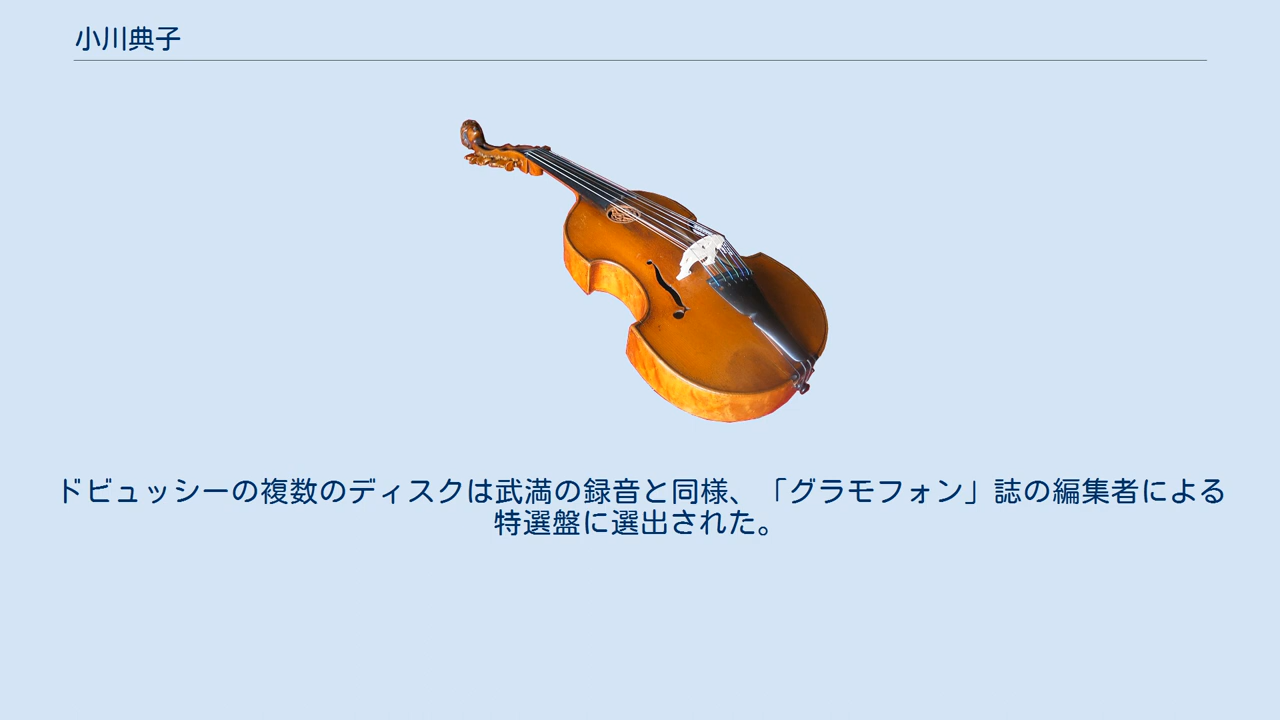 小川典子
ドビュッシーの複数のディスクは武満の録音と同様、「グラモフォン」誌の編集者による
特選盤に選出された。